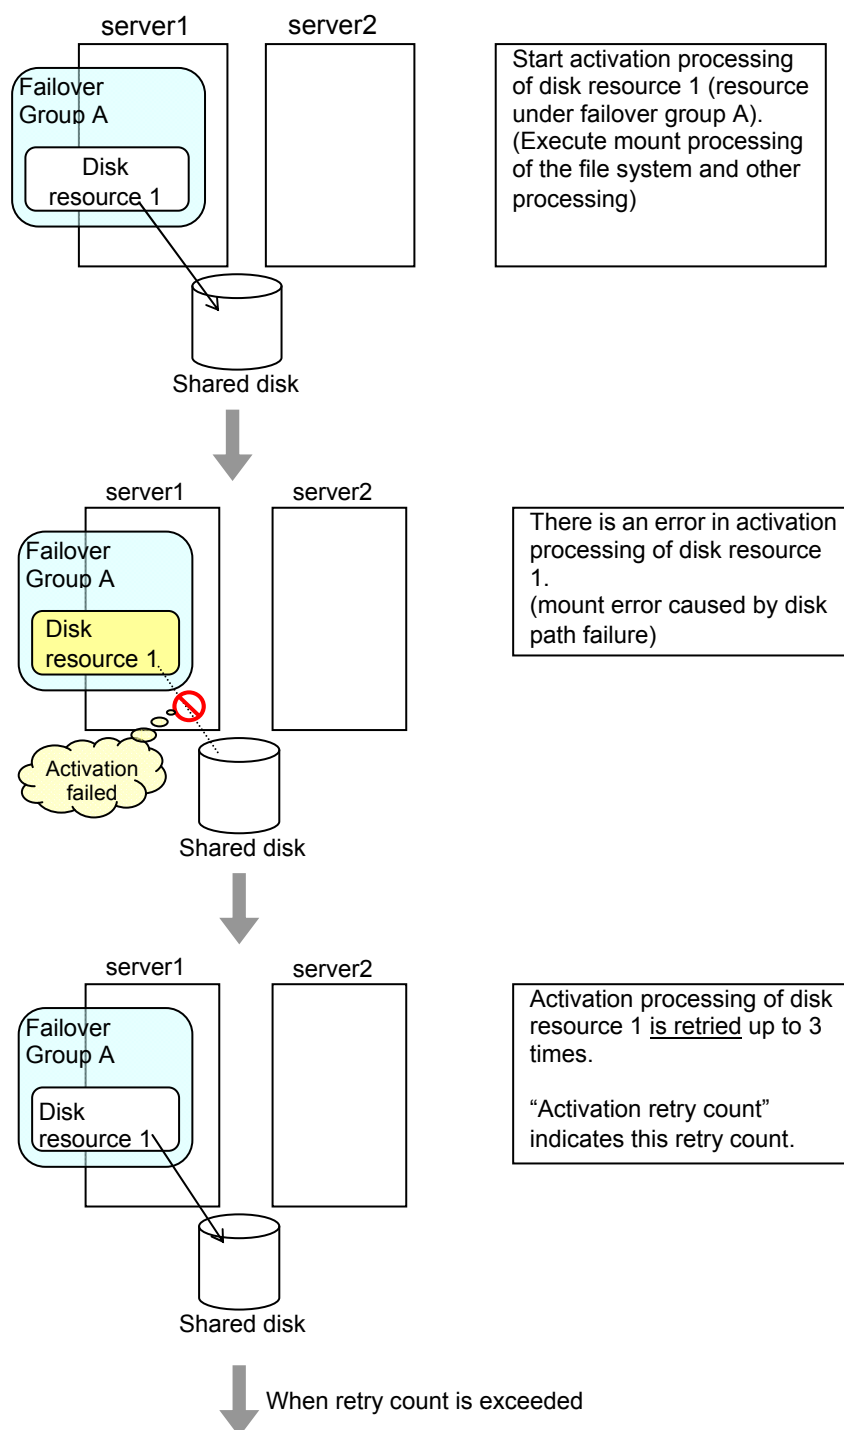 server1
server2
Failover
Group A
Disk
resource 1
Shared disk
Start activation processing
of disk resource 1 (resource
under failover group A).
(Execute mount processing
of the file system and other
processing)
server1
server2
Failover
Group A
Disk
resource 1
Activation
failed
Shared disk
There is an error in activation
processing of disk resource
1.
(mount error caused by disk
path failure)
server1
server2
Failover
Group A
Disk
resource 1
Shared disk
Activation processing of disk
resource 1 is retried up to 3
times.
“Activation retry count”
indicates this retry count.
When retry count is exceeded